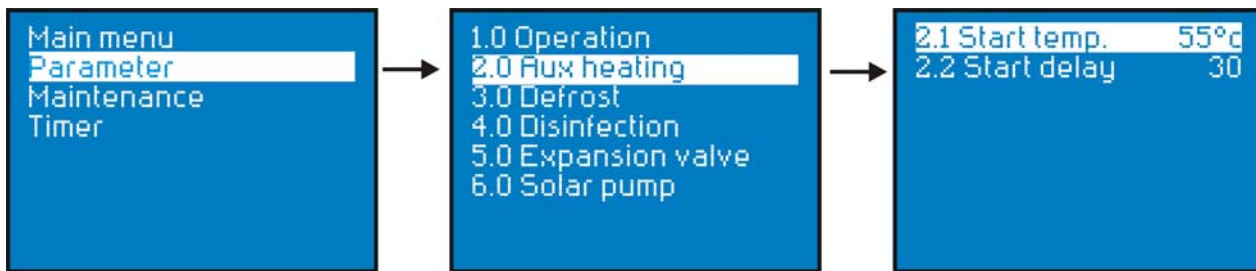 Main menu
Parameter
Maintenance
Timer
1.0 Operation
2.0 Aux heating
3.0 Defrost
4.0 Disinfection
5.0 Expansion valve
6.0 Solar pump
2.1 Start temp. 55°c
2.2 Start delay 30